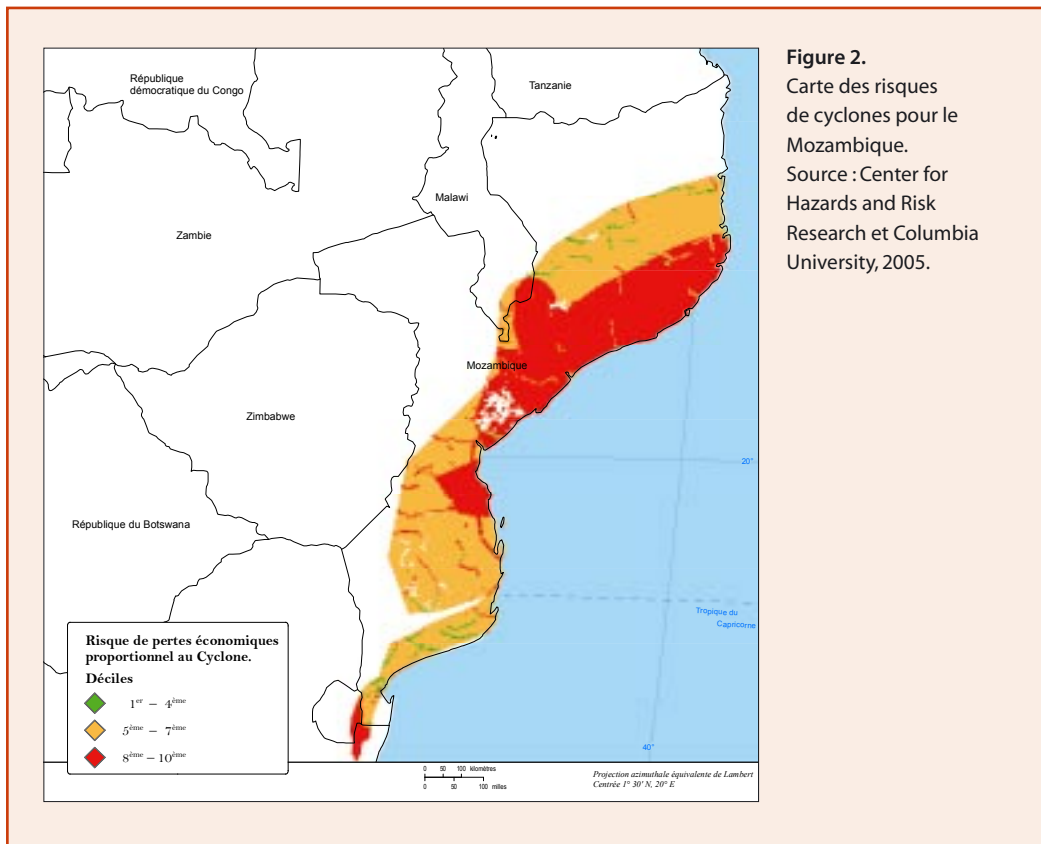 République
démocratique du Congo
Tanzanie
Malawi
Zambie
Mozambique
Zimbabwe
20°
République du Botswana
Tropique du
Capricorne
Risque de pertes économiques
proportionnel au Cyclone.
Déciles
1er – 4ème
5ème – 7ème
8ème – 10ème
40°
0 50 100 kilomètres
0 50 100 milles
Projection azimuthale équivalente de Lambert
Centrée 1° 30' N, 20° E
Figure 2.
Carte des risques
de cyclones pour le
Mozambique.
Source : Center for
Hazards and Risk
Research et Columbia
University, 2005.